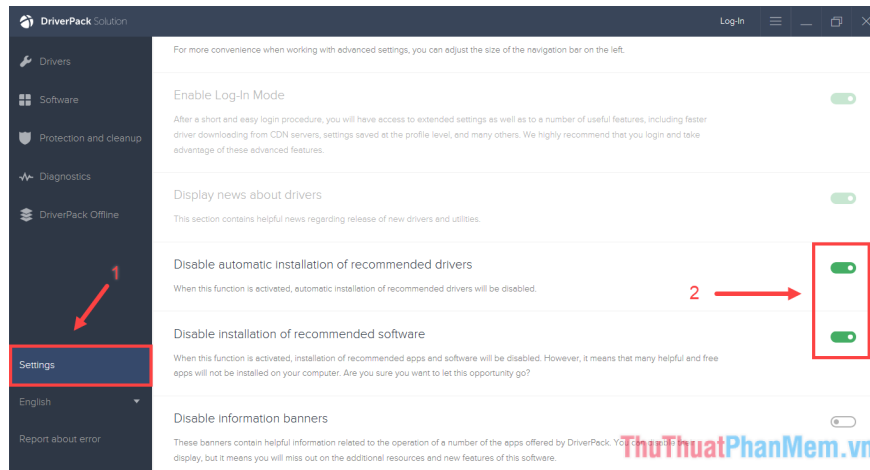 DriverPack Solution
Log-In
Drivers
Software
Protection and cleanup
Diagnostics
DriverPack Offline
1
Settings
English
Report about error
For more convenience when working with advanced settings, you can adjust the size of the navigation bar on the left.
Enable Log-In Mode
After a short and easy login procedure, you will have access to extended settings as well as to a number of useful features, including faster
driver downloading from CDN servers, settings saved at the profile level, and many others. We highly recommend that you login and take
advantage of these advanced features.
Display news about drivers
This section contains helpful news regarding release of new drivers and utilities.
Disable automatic installation of recommended drivers
When this function is activated, automatic installation of recommended drivers will be disabled.
2
Disable installation of recommended software
When this function is activated, installation of recommended apps and software will be disabled. However, it means that many helpful and free
apps will not be installed on your computer. Are you sure you want to let this opportunity go?
Disable information banners
These banners contain helpful information related to the operation of a number of the apps offered by DriverPack. You can disable their
display, but it means you will miss out on the additional resources and new features of this software.
ThuThuatPhanMem.vn